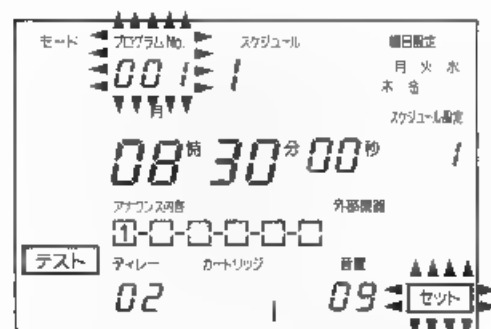 モード プログラムNo. スケジュール 曜日設定
001 1 月 火 水
木 金
月 スケジュール設定
08時 30分 00秒 1
アナウンス内容 外部機器
1-□-□-□-□-□
テスト ディレー カートリッジ 音量
02 09 セット